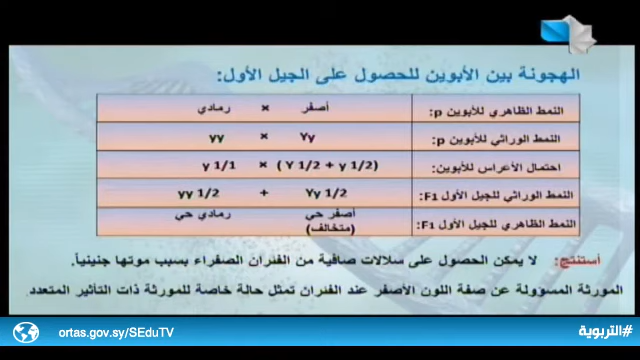 الهجونة بين الأبوين للحصول على الجيل الأول:
النمط الظاهري للأبوين p: أصفر × رمادي
النمط الوراثي للأبوين p: Yy × yy
احتمال الأعراس للأبوين: (Y 1/2 + y 1/2) × y 1/1
النمط الوراثي للجيل الأول F1: Yy 1/2 + yy 1/2
النمط الظاهري للجيل الأول F1: أصفر حي (متخالف) رمادي حي
أستنتج: لا يمكن الحصول على سلالات صافية من الفئران الصفراء بسبب موتها جنينياً.
المورثة المسؤولة عن صفة اللون الأصفر عند الفئران تمثل حالة خاصة للمورثة ذات التأثير المتعدد.
ortas.gov.sy/SEduTV
#التربوية